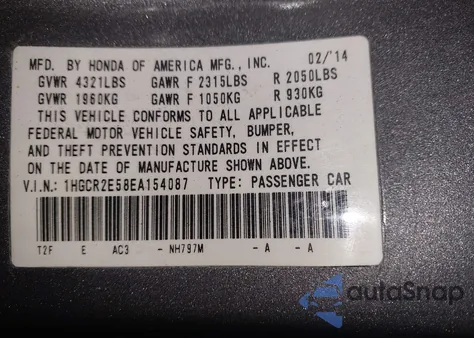 MFD. BY HONDA OF AMERICA MFG., INC. 02/'14
GVWR 4321LBS GAWR F 2315LBS R 2050LBS
GVWR 1960KG GAWR F 1050KG R 930KG
THIS VEHICLE CONFORMS TO ALL APPLICABLE
FEDERAL MOTOR VEHICLE SAFETY, BUMPER,
AND THEFT PREVENTION STANDARDS IN EFFECT
ON THE DATE OF MANUFACTURE SHOWN ABOVE.
V.I.N.: 1HGCR2E58EA154087 TYPE: PASSENGER CAR
T2F E AC3 - NH797M - A - A
autoSnap